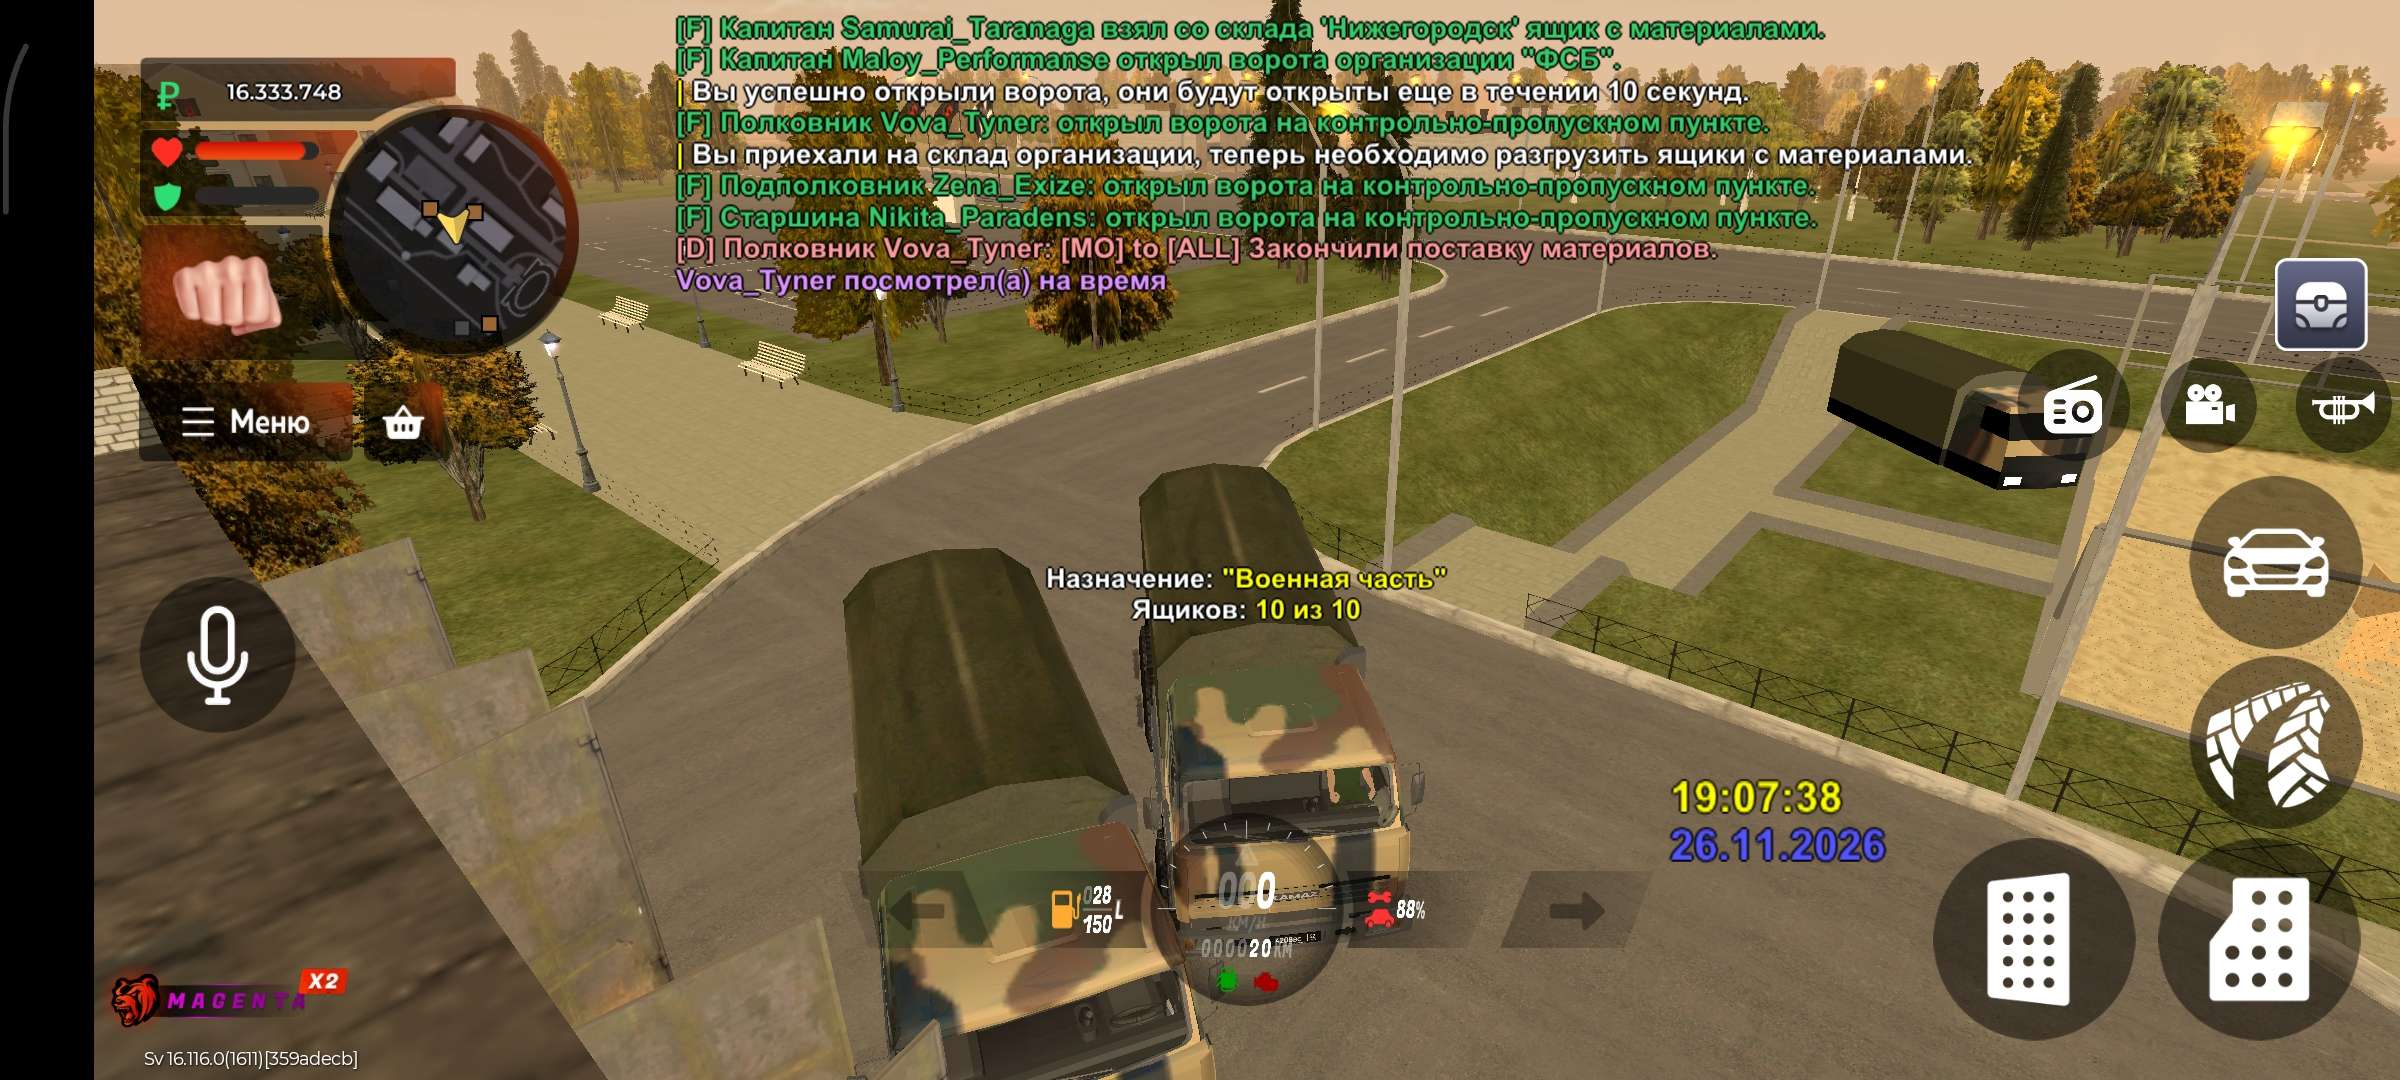 [F] Капитан Samurai_Taranaga взял со склада 'Нижегородск' ящик с материалами.
[F] Капитан Maloy_Performanse открыл ворота организации "ФСБ".
Вы успешно открыли ворота, они будут открыты еще в течении 10 секунд.
[F] Полковник Vova_Tyner: открыл ворота на контрольно-пропускном пункте.
Вы приехали на склад организации, теперь необходимо разгрузить ящики с материалами.
[F] Подполковник Zena_Exize: открыл ворота на контрольно-пропускном пункте.
[F] Старшина Nikita_Paradens: открыл ворота на контрольно-пропускном пункте.
[D] Полковник Vova_Tyner: [MO] to [ALL] Закончили поставку материалов.
Vova_Tyner посмотрел(а) на время
₽ 16.333.748
Меню
Назначение: "Военная часть"
Ящиков: 10 из 10
19:07:38
26.11.2026
028
150 L
000
KM/H
000020 KM
88%
KAMAZ
MAGENTA X2
Sv 16.116.0(1611)[359adecb]